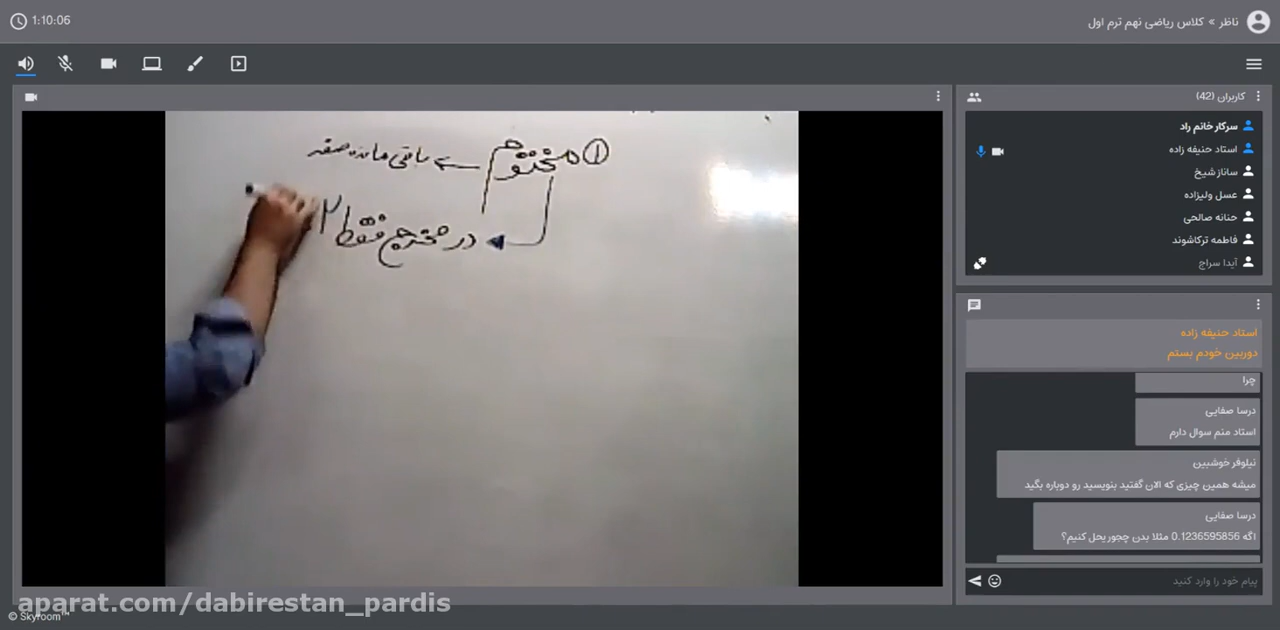 1:10:06
ناظر » کلاس ریاضی نهم ترم اول
① مختوم ← باقی مانده صفر
در مخرج فقط ۲
کاربران (42)
سرکار خانم راد
استاد حنیفه زاده
ساناز شیخ
عسل ولیزاده
حنانه صالحی
فاطمه ترکاشوند
آیدا سراج
استاد حنیفه زاده
دوربین خودم بستم
چرا
درسا صفایی
استاد منم سوال دارم
نیلوفر خوشبین
میشه همین چیزی که الان گفتید بنویسید رو دوباره بگید
درسا صفایی
اگه 0.1236595856 مثلا بدن چجور یحل کنیم؟
پیام خود را وارد کنید
aparat.com/dabirestan_pardis
© Skyroom™